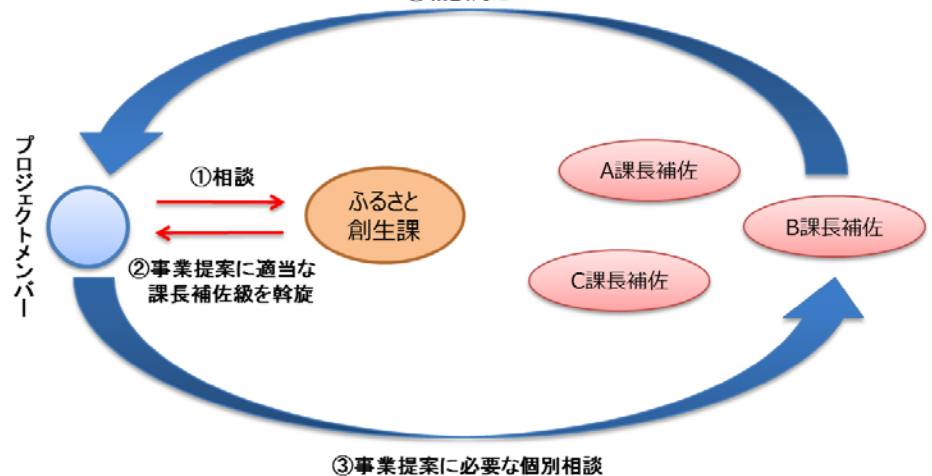 プロジェクトメンバー
①相談
ふるさと
創生課
②事業提案に適当な
課長補佐級を斡旋
A課長補佐
B課長補佐
C課長補佐
③事業提案に必要な個別相談